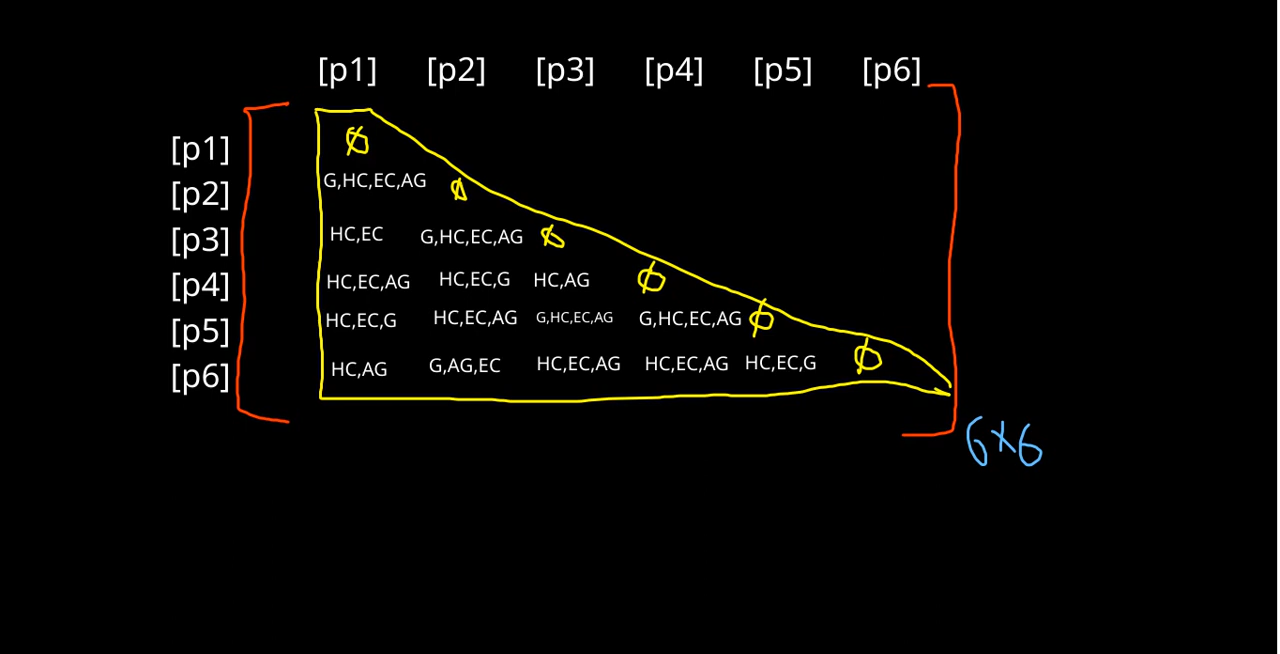 [p1] [p2] [p3] [p4] [p5] [p6]
[p1] ∅
[p2] G,HC,EC,AG ∅
[p3] HC,EC G,HC,EC,AG ∅
[p4] HC,EC,AG HC,EC,G HC,AG ∅
[p5] HC,EC,G HC,EC,AG G,HC,EC,AG G,HC,EC,AG ∅
[p6] HC,AG G,AG,EC HC,EC,AG HC,EC,AG HC,EC,G ∅
6x6